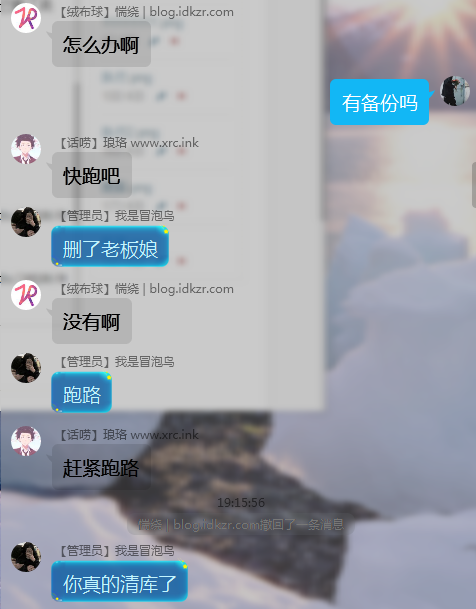 【绒布球】惴绕 | blog.idkzr.com
怎么办啊
有备份吗
【话唠】琅珞 www.xrc.ink
快跑吧
【管理员】我是冒泡鸟
删了老板娘
【绒布球】惴绕 | blog.idkzr.com
没有啊
【管理员】我是冒泡鸟
跑路
【话唠】琅珞 www.xrc.ink
赶紧跑路
19:15:56
惴绕 | blog.idkzr.com撤回了一条消息
【管理员】我是冒泡鸟
你真的清库了